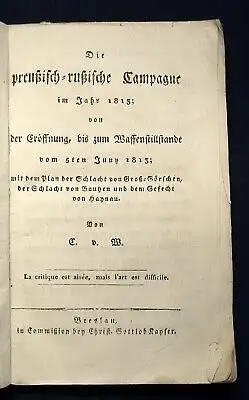 Die
preußisch-rußische Campagne
im Jahr 1813;
von
der Eröffnung, bis zum Waffenstillstande
vom 5ten Juny 1813;
mit dem Plan der Schlacht von Groß-Görschen,
der Schlacht von Bautzen und dem Gefecht
von Haynau.
Von
C. v. W.
La critique est aisée, mais l'art est difficile.
Breslau,
in Commißion bey Christ. Gottlob Kayser.